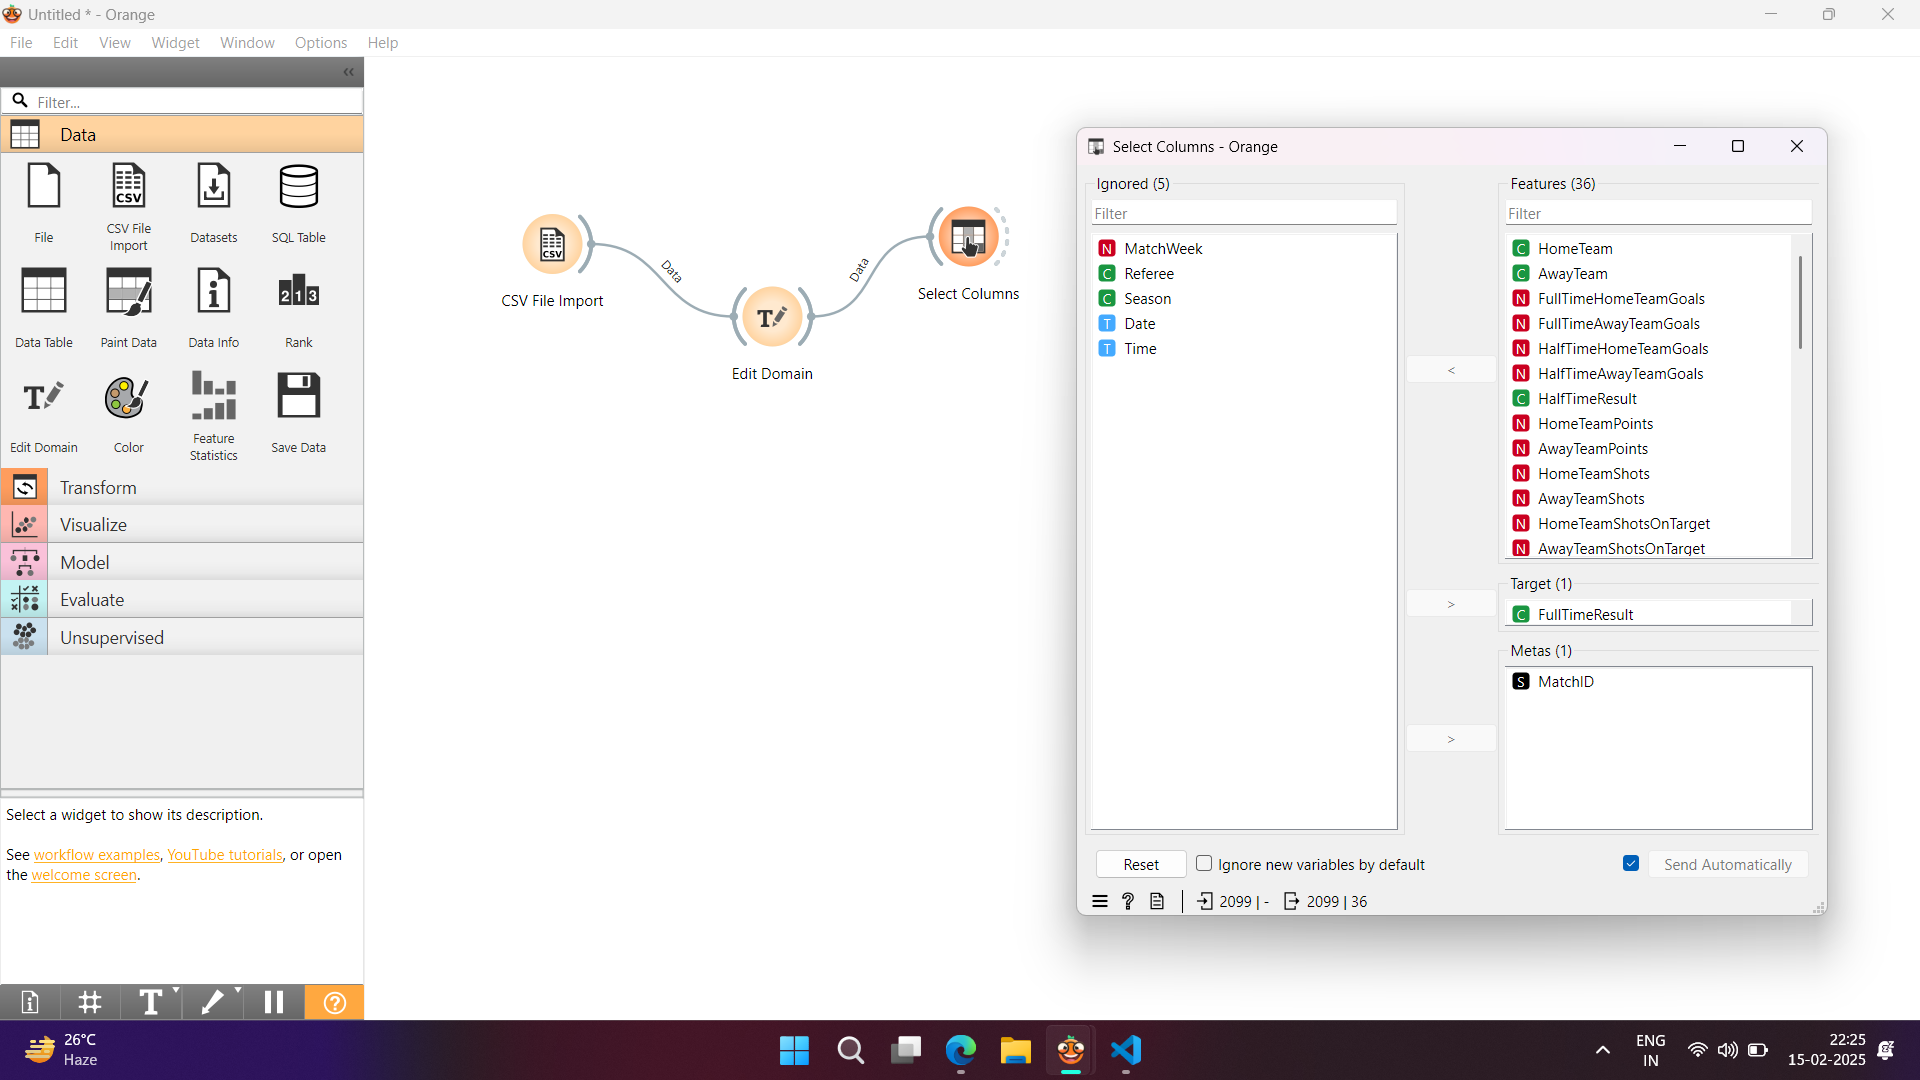 Untitled * - Orange
File Edit View Widget Window Options Help
«
Filter...
Data
File
CSV File Import
Datasets
SQL Table
Data Table
Paint Data
Data Info
Rank
Edit Domain
Color
Feature Statistics
Save Data
Transform
Visualize
Model
Evaluate
Unsupervised
Select a widget to show its description.
See workflow examples, YouTube tutorials, or open
the welcome screen.
CSV
CSV File Import
Data
Edit Domain
Data
Select Columns
Select Columns - Orange
Ignored (5)
Filter
N MatchWeek
C Referee
C Season
T Date
T Time
<
>
>
Features (36)
Filter
C HomeTeam
C AwayTeam
N FullTimeHomeTeamGoals
N FullTimeAwayTeamGoals
N HalfTimeHomeTeamGoals
N HalfTimeAwayTeamGoals
C HalfTimeResult
N HomeTeamPoints
N AwayTeamPoints
N HomeTeamShots
N AwayTeamShots
N HomeTeamShotsOnTarget
N AwayTeamShotsOnTarget
Target (1)
C FullTimeResult
Metas (1)
S MatchID
Reset
Ignore new variables by default
Send Automatically
2099 | - 2099 | 36
26°C
Haze
ENG
IN
22:25
15-02-2025